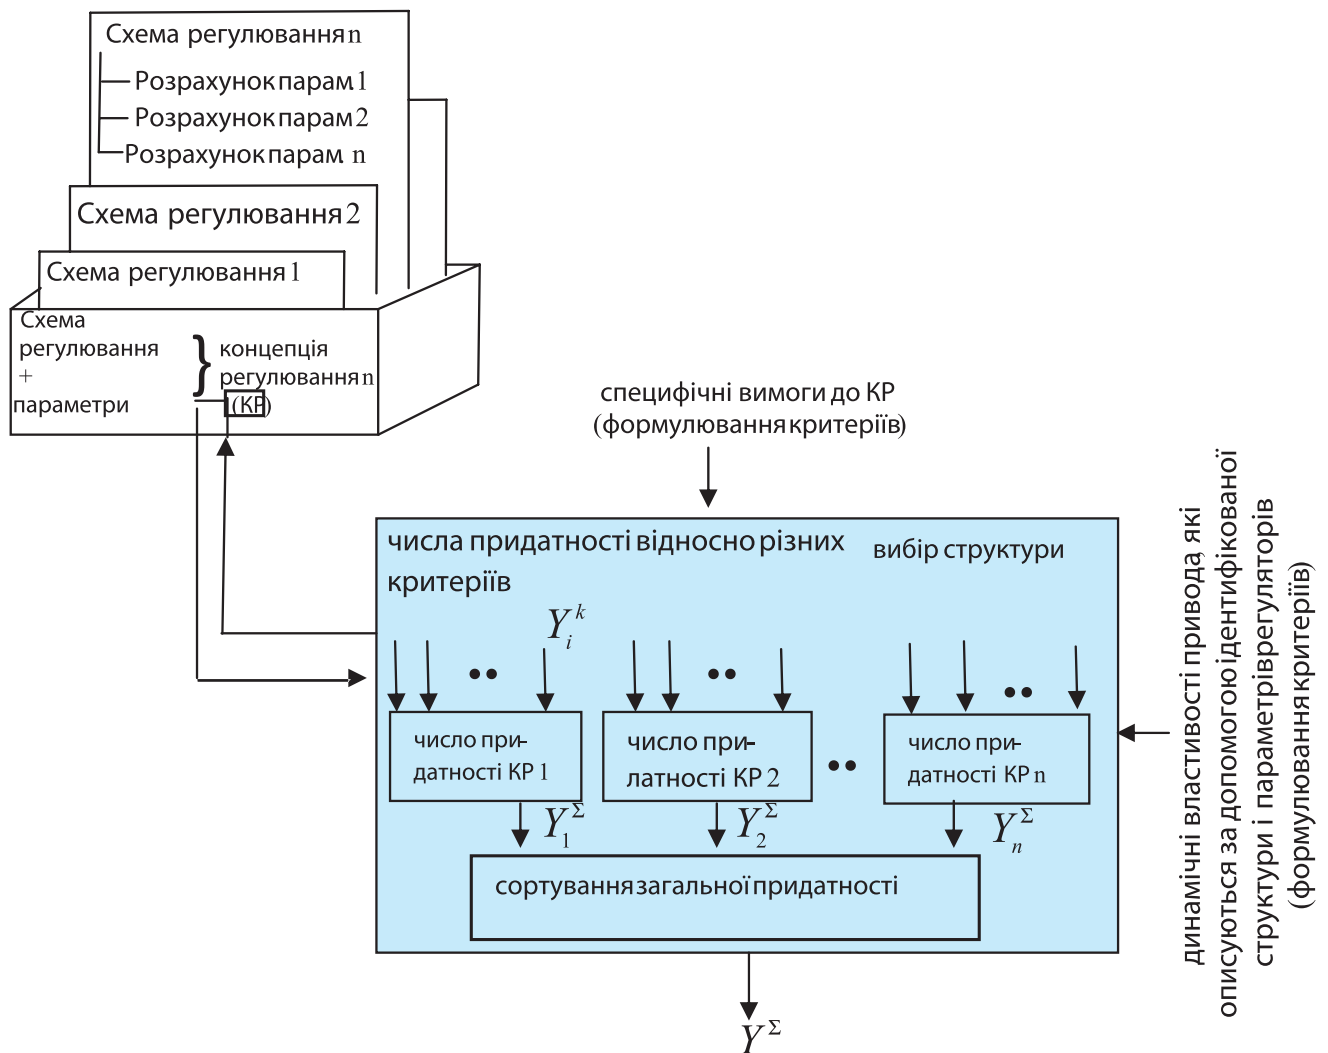 Схема регулювання n
Розрахунок парам. 1
Розрахунок парам. 2
Розрахунок парам. n
Схема регулювання 2
Схема регулювання 1
Схема
регулювання
+
параметри
} концепція
регулювання n
(КР)
специфічні вимоги до КР
(формулювання критеріїв)
числа придатності відносно різних
критеріїв
вибір структури
Y_i^k
число при-
датності КР 1
число при-
латності КР 2
число при-
датності КР n
Y_1^Σ
Y_2^Σ
Y_n^Σ
сортування загальної придатності
Y^Σ
динамічні властивості привода, які
описуються за допомогою ідентифікованої
структури і параметрів регуляторів
(формулювання критеріїв)